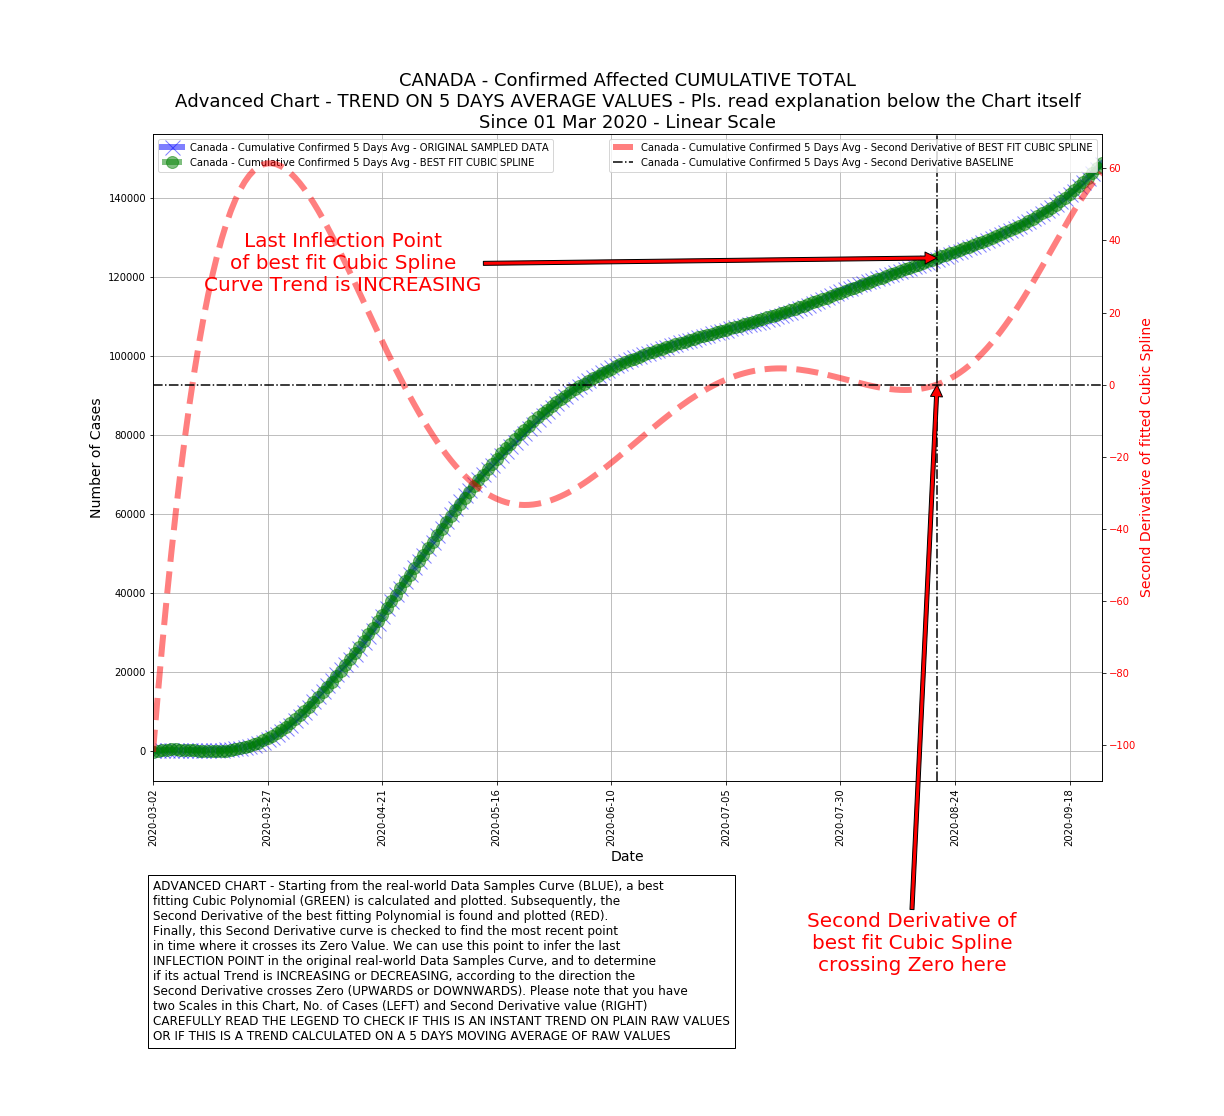 CANADA - Confirmed Affected CUMULATIVE TOTAL
Advanced Chart - TREND ON 5 DAYS AVERAGE VALUES - Pls. read explanation below the Chart itself
Since 01 Mar 2020 - Linear Scale
Canada - Cumulative Confirmed 5 Days Avg - ORIGINAL SAMPLED DATA
Canada - Cumulative Confirmed 5 Days Avg - BEST FIT CUBIC SPLINE
Canada - Cumulative Confirmed 5 Days Avg - Second Derivative of BEST FIT CUBIC SPLINE
Canada - Cumulative Confirmed 5 Days Avg - Second Derivative BASELINE
Last Inflection Point
of best fit Cubic Spline
Curve Trend is INCREASING
Number of Cases
140000
120000
100000
80000
60000
40000
20000
0
60
40
20
0
−20
−40
−60
−80
−100
Second Derivative of fitted Cubic Spline
2020-03-02
2020-03-27
2020-04-21
2020-05-16
2020-06-10
2020-07-05
2020-07-30
2020-08-24
2020-09-18
Date
ADVANCED CHART - Starting from the real-world Data Samples Curve (BLUE), a best
fitting Cubic Polynomial (GREEN) is calculated and plotted. Subsequently, the
Second Derivative of the best fitting Polynomial is found and plotted (RED).
Finally, this Second Derivative curve is checked to find the most recent point
in time where it crosses its Zero Value. We can use this point to infer the last
INFLECTION POINT in the original real-world Data Samples Curve, and to determine
if its actual Trend is INCREASING or DECREASING, according to the direction the
Second Derivative crosses Zero (UPWARDS or DOWNWARDS). Please note that you have
two Scales in this Chart, No. of Cases (LEFT) and Second Derivative value (RIGHT)
CAREFULLY READ THE LEGEND TO CHECK IF THIS IS AN INSTANT TREND ON PLAIN RAW VALUES
OR IF THIS IS A TREND CALCULATED ON A 5 DAYS MOVING AVERAGE OF RAW VALUES
Second Derivative of
best fit Cubic Spline
crossing Zero here